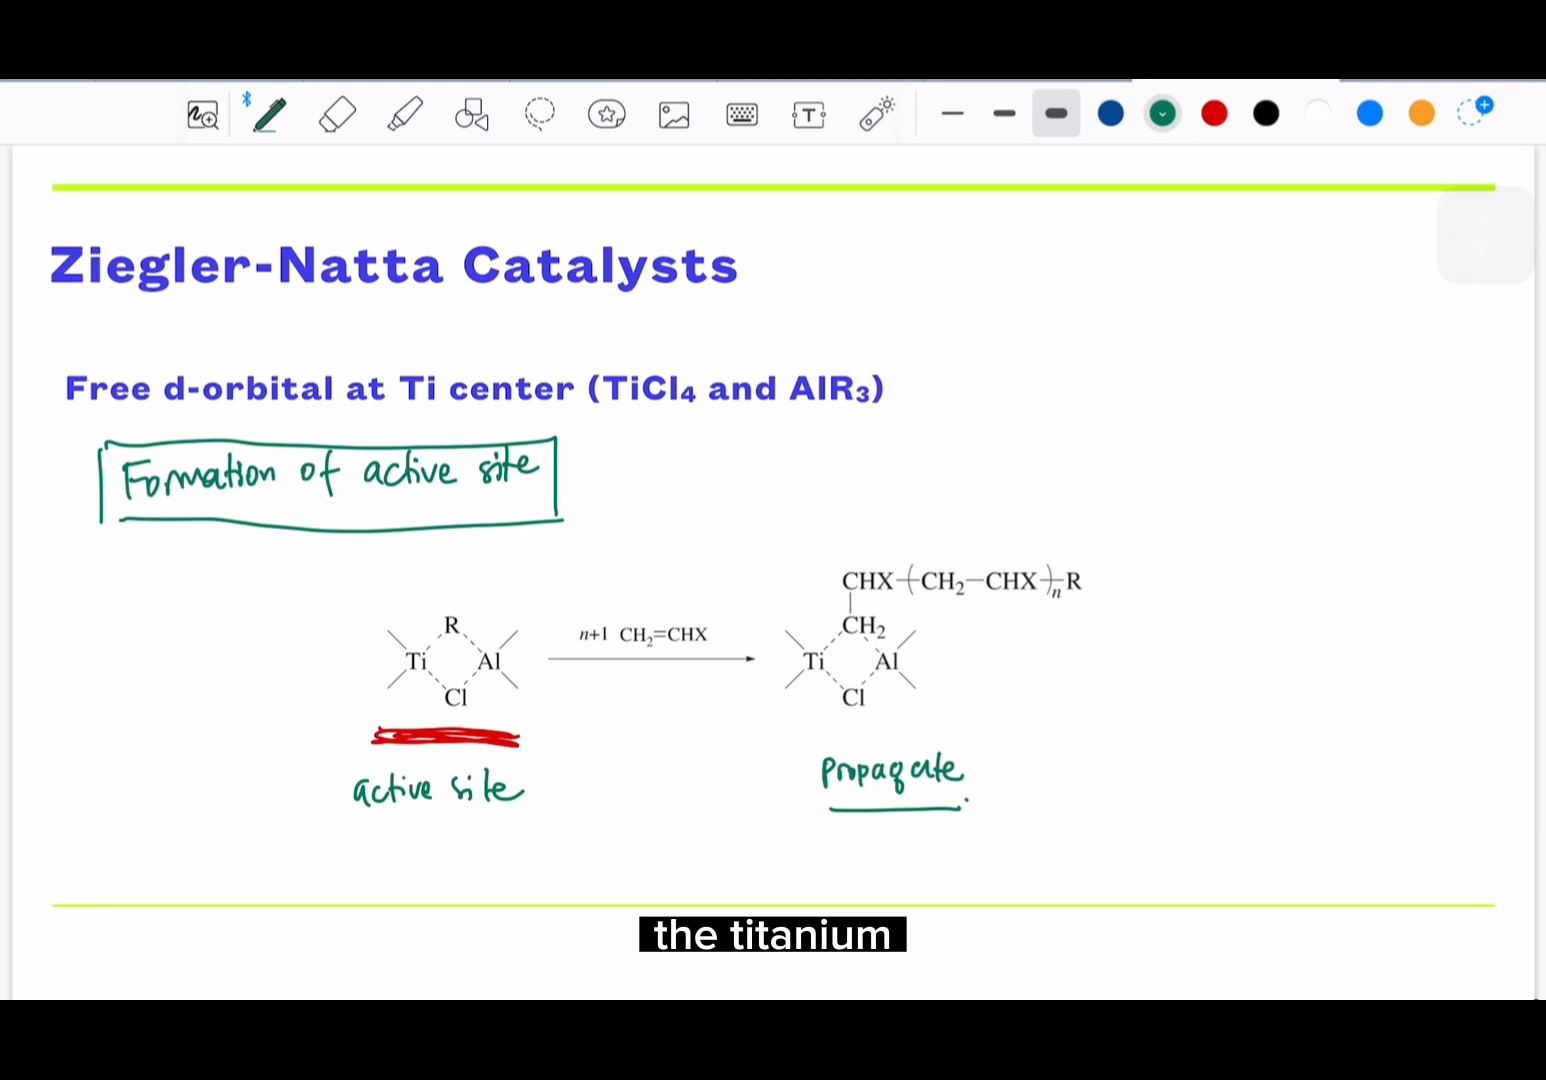 Ziegler-Natta Catalysts
Free d-orbital at Ti center (TiCl₄ and AlR₃)
Formation of active site
CHX-(CH₂-CHX)ₙR
R
CH₂
n+1 CH₂=CHX
Ti Al
Ti Al
Cl
Cl
propagate.
active site
the titanium